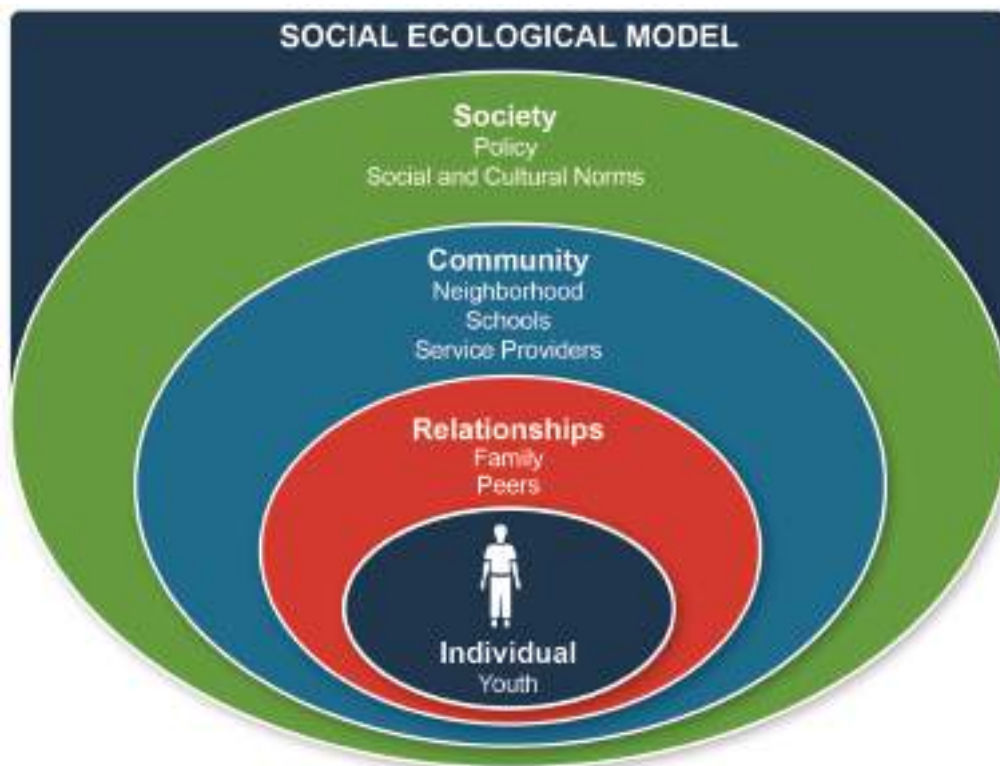 SOCIAL ECOLOGICAL MODEL
Society
Policy
Social and Cultural Norms
Community
Neighborhood
Schools
Service Providers
Relationships
Family
Peers
Individual
Youth